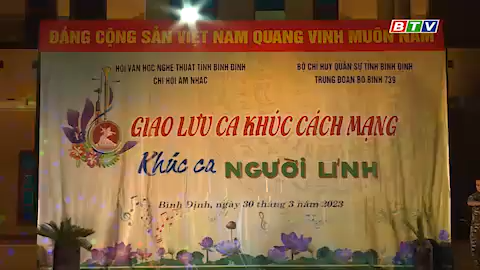 BTV
ĐẢNG CỘNG SẢN VIỆT NAM QUANG VINH MUÔN NĂM
HỘI VĂN HỌC NGHỆ THUẬT TỈNH BÌNH ĐỊNH
CHI HỘI ÂM NHẠC
BỘ CHỈ HUY QUÂN SỰ TỈNH BÌNH ĐỊNH
TRUNG ĐOÀN BỘ BINH 739
GIAO LƯU CA KHÚC CÁCH MẠNG
Khúc ca NGƯỜI LÍNH
Bình Định, ngày 30 tháng 3 năm 2023